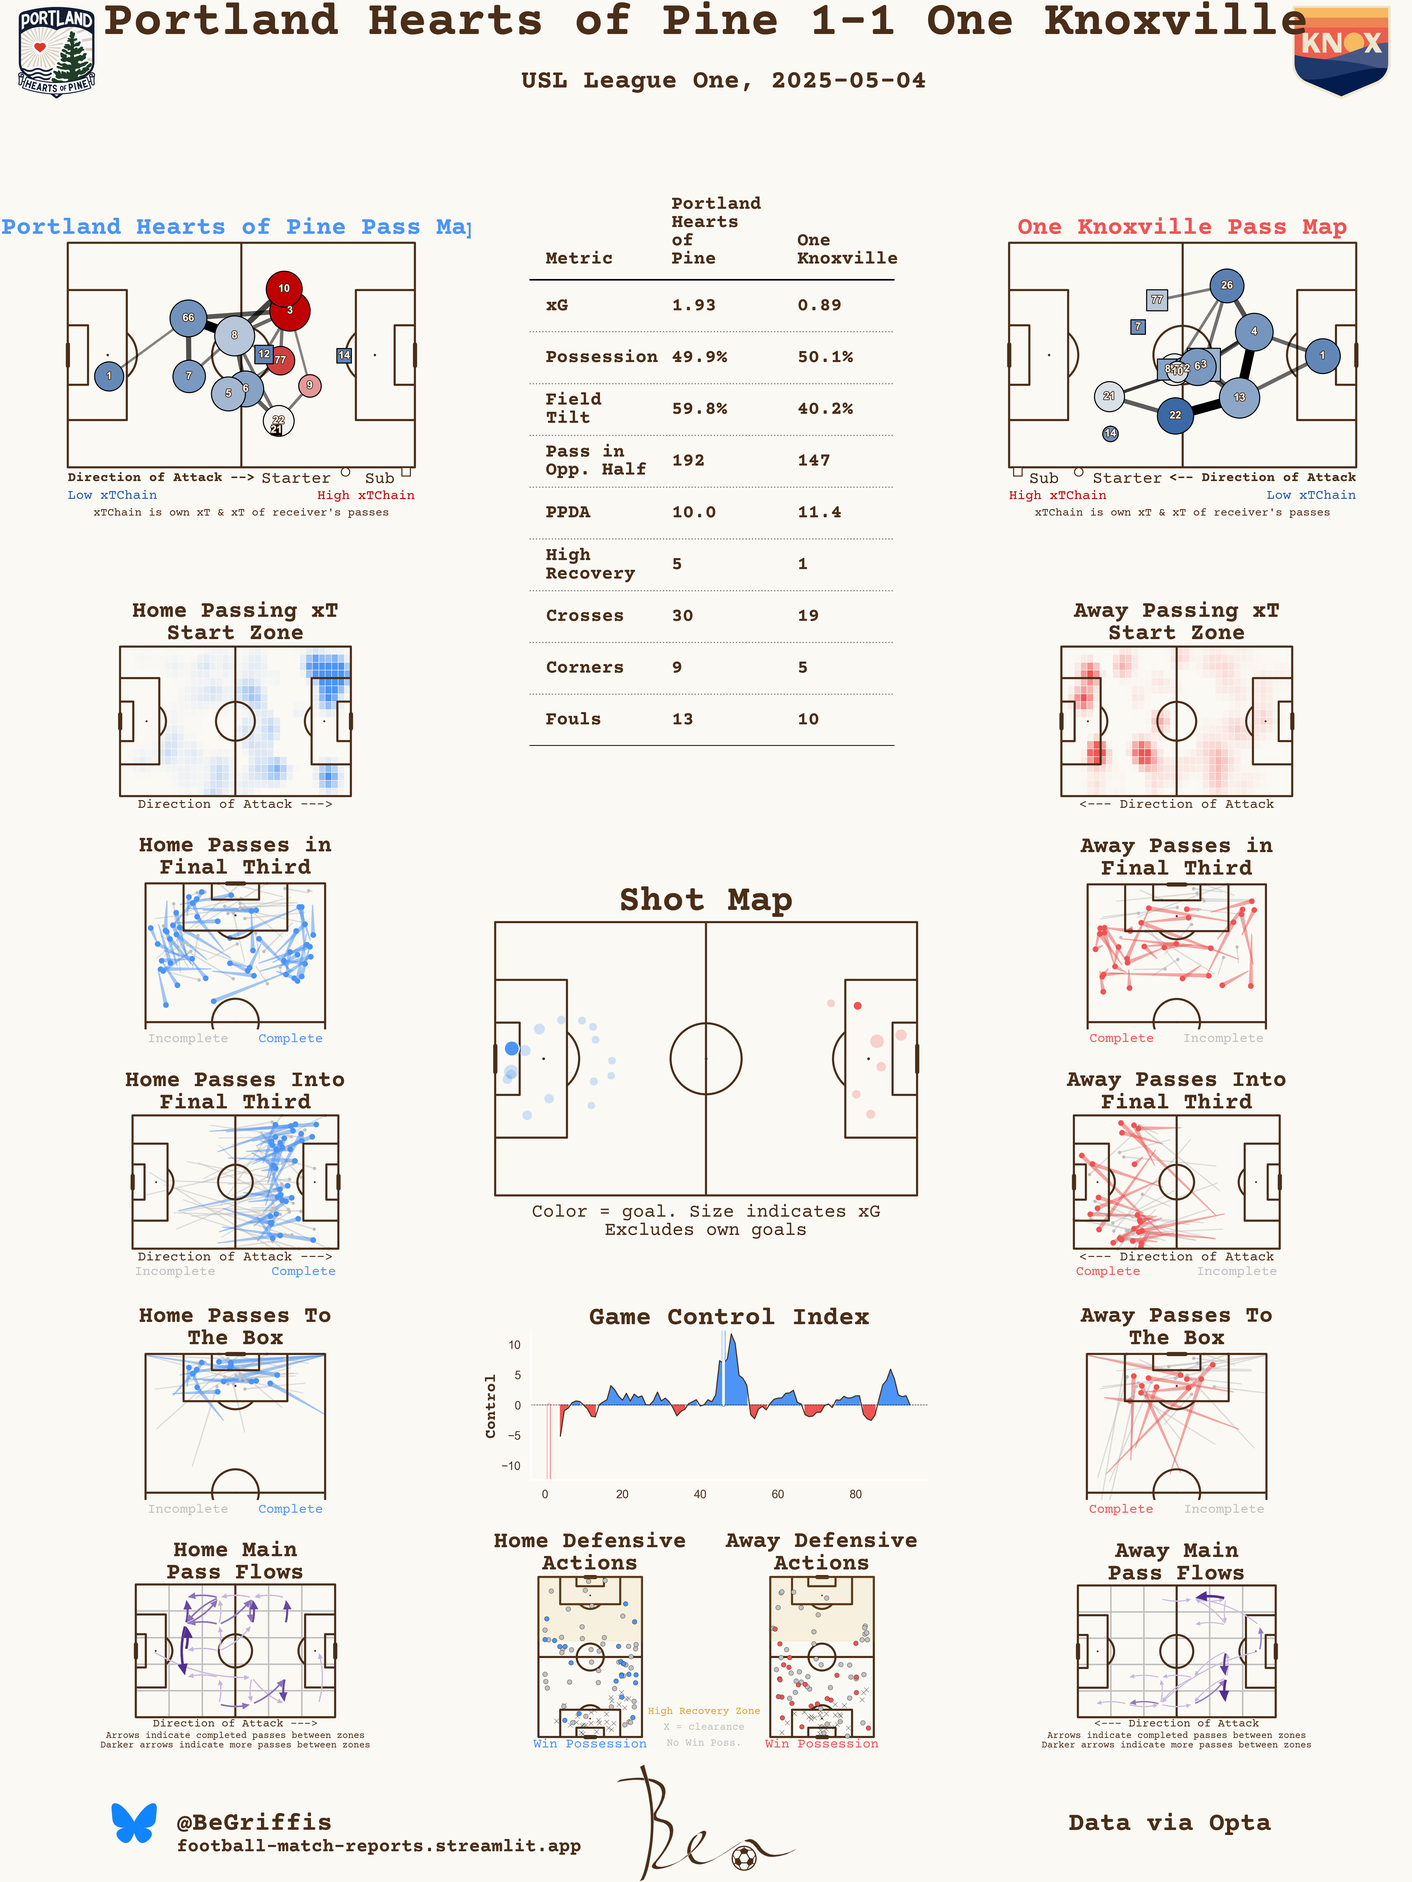 PORTLAND
HEARTS OF PINE
Portland Hearts of Pine 1-1 One Knoxville
KNOX
USL League One, 2025-05-04
Portland Hearts of Pine Pass Map
10
3
66
8
12
77
14
1
7
5
6
9
22
21
Direction of Attack --> Starter Sub
Low xTChain High xTChain
xTChain is own xT & xT of receiver's passes
Metric Portland Hearts of Pine One Knoxville
xG 1.93 0.89
Possession 49.9% 50.1%
Field Tilt 59.8% 40.2%
Pass in Opp. Half 192 147
PPDA 10.0 11.4
High Recovery 5 1
Crosses 30 19
Corners 9 5
Fouls 13 10
One Knoxville Pass Map
26
77
7
4
1
10
6
3
21
13
22
14
Sub Starter <-- Direction of Attack
High xTChain Low xTChain
xTChain is own xT & xT of receiver's passes
Home Passing xT
Start Zone
Direction of Attack --->
Away Passing xT
Start Zone
<--- Direction of Attack
Home Passes in
Final Third
Incomplete Complete
Away Passes in
Final Third
Complete Incomplete
Shot Map
Color = goal. Size indicates xG
Excludes own goals
Home Passes Into
Final Third
Direction of Attack --->
Incomplete Complete
Away Passes Into
Final Third
<--- Direction of Attack
Complete Incomplete
Home Passes To
The Box
Incomplete Complete
Game Control Index
Control
10
5
0
−5
−10
0 20 40 60 80
Away Passes To
The Box
Complete Incomplete
Home Main
Pass Flows
Direction of Attack --->
Arrows indicate completed passes between zones
Darker arrows indicate more passes between zones
Home Defensive
Actions
Win Possession
Away Defensive
Actions
Win Possession
High Recovery Zone
X = clearance
No Win Poss.
Away Main
Pass Flows
<--- Direction of Attack
Arrows indicate completed passes between zones
Darker arrows indicate more passes between zones
@BeGriffis
football-match-reports.streamlit.app
Ben
Data via Opta